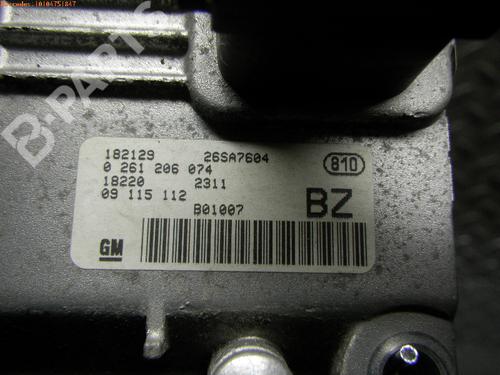 Mercedes: 10104751847
B-PARTS
182129 26SA7604
0 261 206 074 810
18220 2311
09 115 112 BZ
B01007
GM